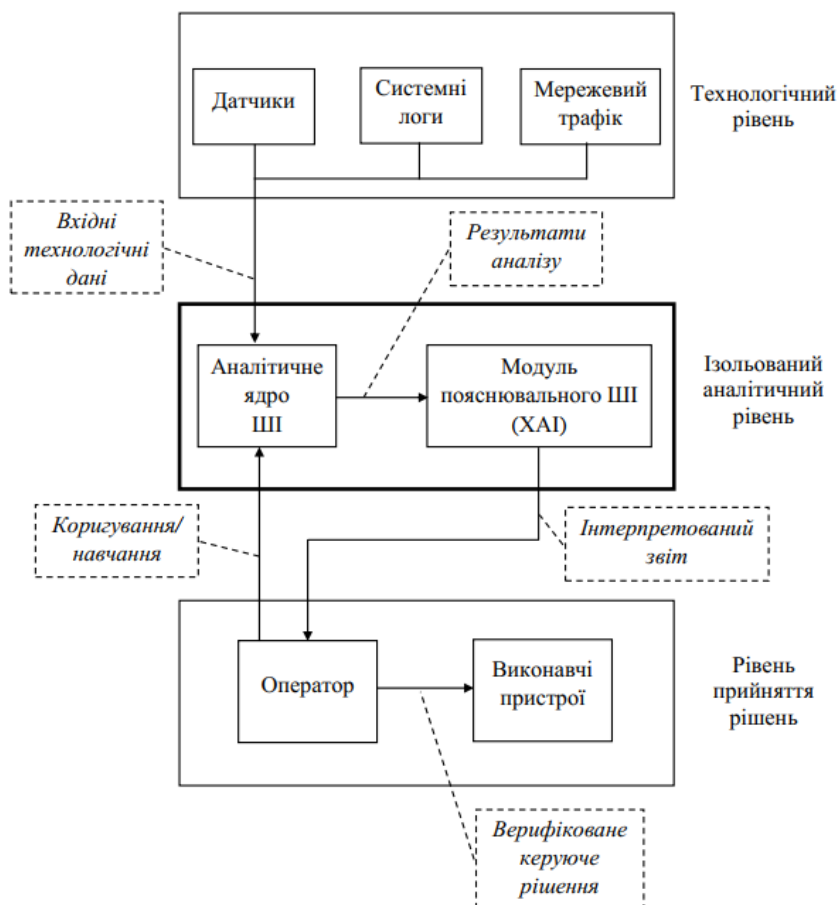 Датчики
Системні
логи
Мережевий
трафік
Технологічний
рівень
Вхідні
технологічні
дані
Результати
аналізу
Аналітичне
ядро
ШІ
Модуль
пояснювального ШІ
(XAI)
Ізольований
аналітичний
рівень
Коригування/
навчання
Інтерпретований
звіт
Оператор
Виконавчі
пристрої
Рівень
прийняття
рішень
Верифіковане
керуюче
рішення